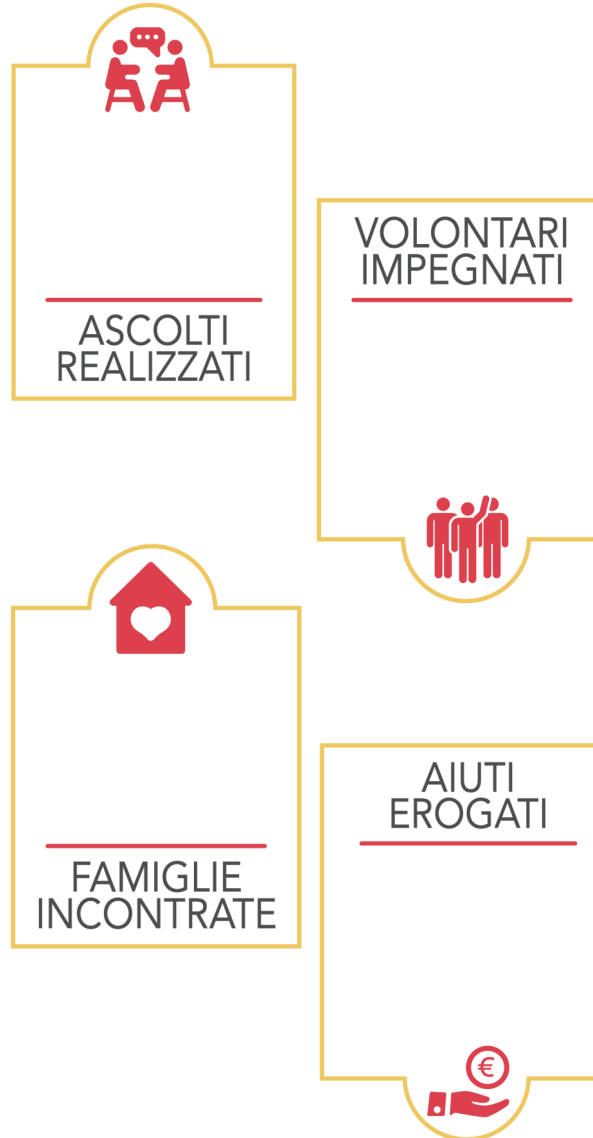 ASCOLTI
REALIZZATI
VOLONTARI
IMPEGNATI
FAMIGLIE
INCONTRATE
AIUTI
EROGATI
€